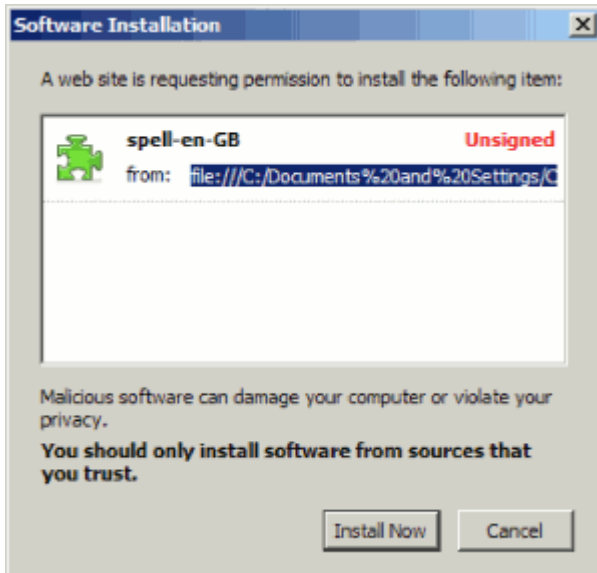 Software Installation
A web site is requesting permission to install the following item:
spell-en-GB Unsigned
from: file:///C:/Documents%20and%20Settings/
Malicious software can damage your computer or violate your
privacy.
You should only install software from sources that
you trust.
Install Now Cancel